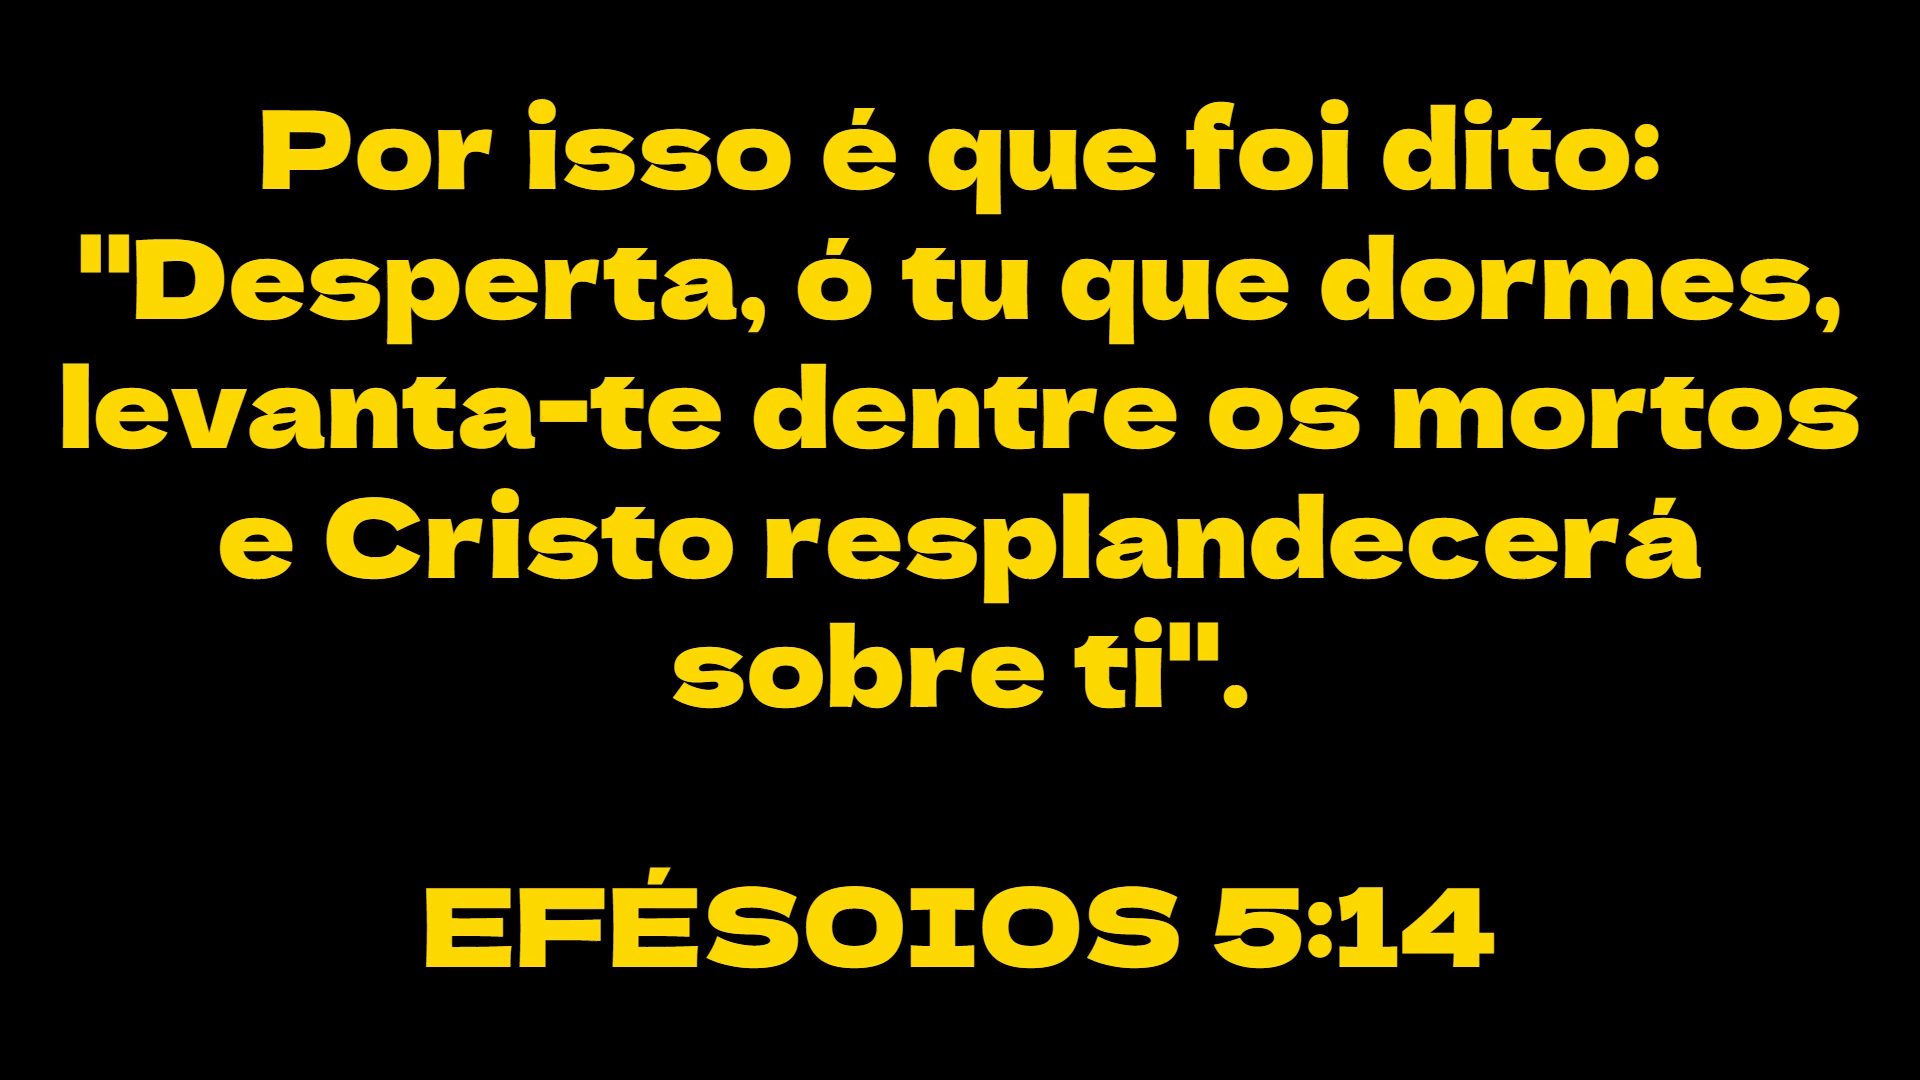 Por isso é que foi dito:
"Desperta, ó tu que dormes,
levanta-te dentre os mortos
e Cristo resplandecerá
sobre ti".
EFÉSOIOS 5:14